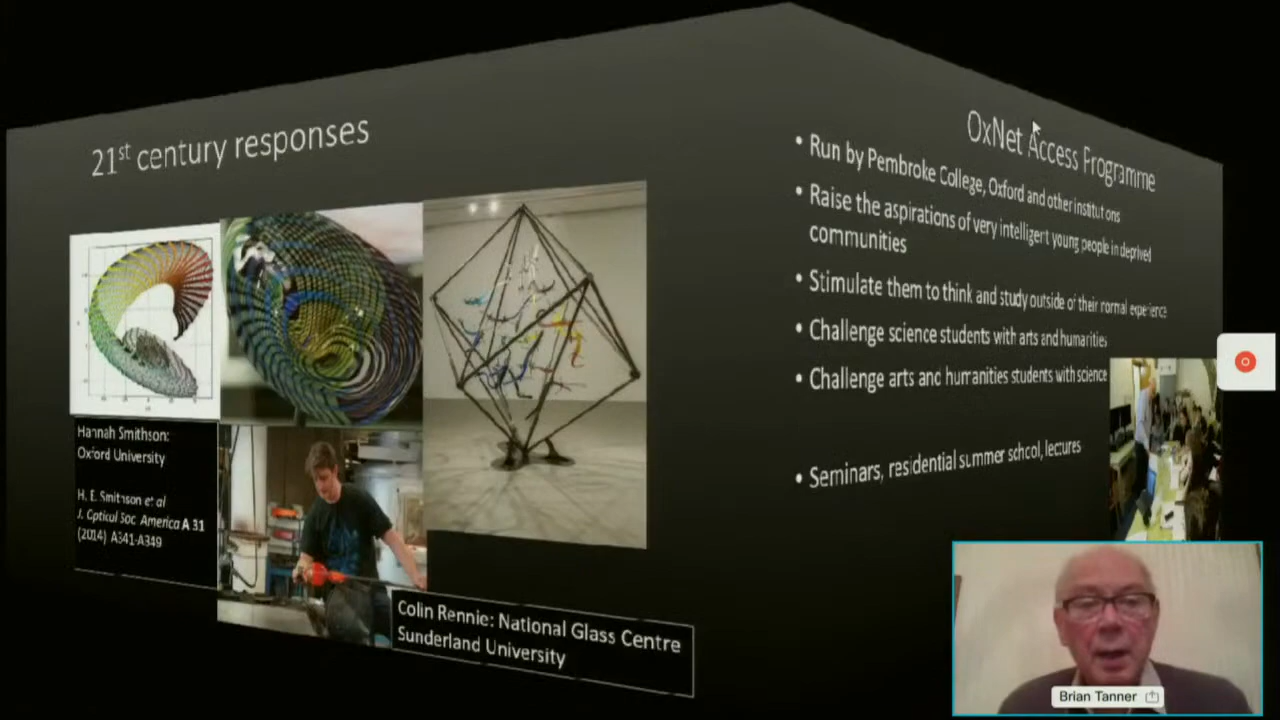 21st century responses
Hannah Smithson:
Oxford University
H. E. Smithson et al
J. Optical Soc. America A 31
(2014) A341-A349
Colin Rennie: National Glass Centre
Sunderland University
OxNet Access Programme
• Run by Pembroke College, Oxford and other institutions
• Raise the aspirations of very intelligent young people in deprived
communities
• Stimulate them to think and study outside of their normal experience
• Challenge science students with arts and humanities
• Challenge arts and humanities students with science
• Seminars, residential summer school, lectures
Brian Tanner